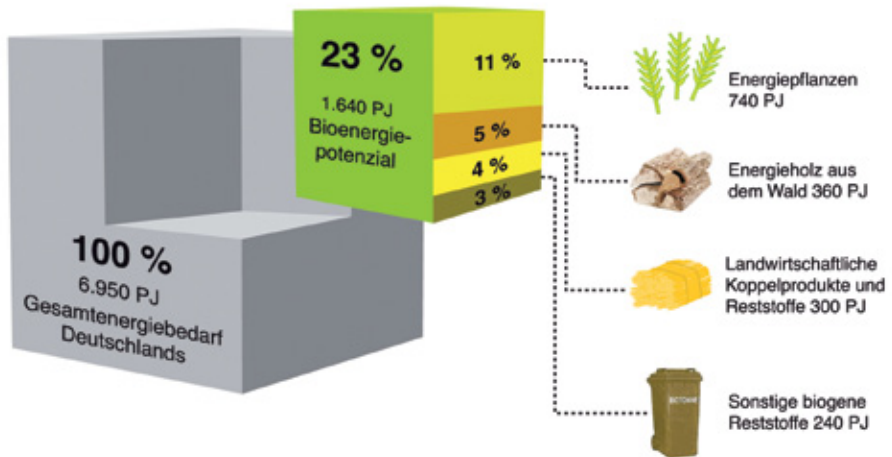 23 %
1.640 PJ
Bioenergie-
potenzial
11 %
5 %
4 %
3 %
100 %
6.950 PJ
Gesamtenergiebedarf
Deutschlands
Energiepflanzen
740 PJ
Energieholz aus
dem Wald 360 PJ
Landwirtschaftliche
Koppelprodukte und
Reststoffe 300 PJ
Sonstige biogene
Reststoffe 240 PJ